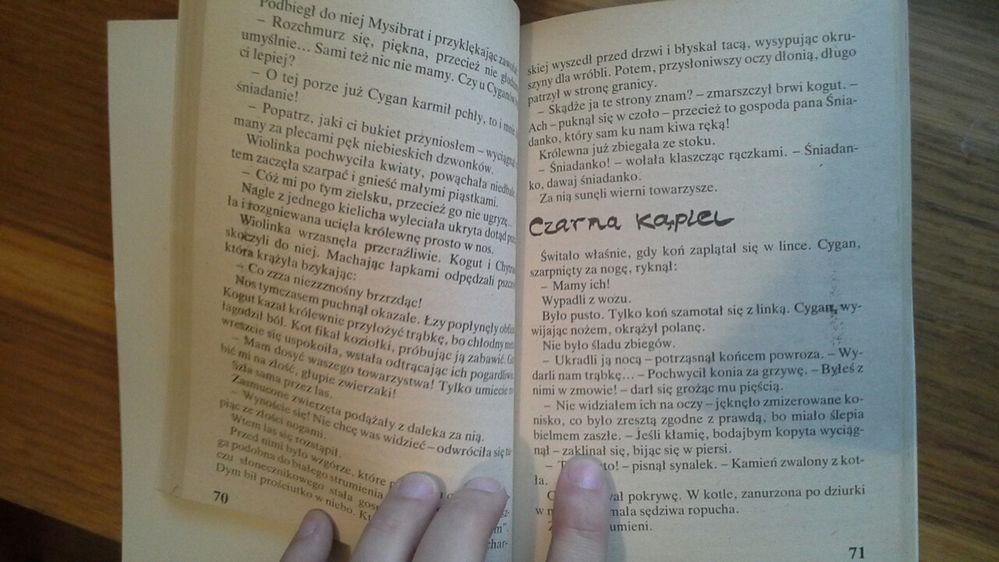 Podbiegł do niej Mysibrat i przyklękając
– Rozchmurz się, piękna, przecież nie
umyślnie... Sami też nic nie mamy. Czy u
ci lepiej?
– O tej porze już Cygan karmił pchły, to i
śniadanie!
– Popatrz, jaki ci bukiet przyniosłem –
many za plecami pęk niebieskich dzwonków.
Wiolinka pochwyciła kwiaty, powąchała
tem zaczęła szarpać i gnieść małymi piąstkami.
– Cóż mi po tym zielsku, przecież go nie ugryzę...
Nagle z jednego kielicha wyleciała ukryta dotąd
ła i rozgniewana ucięła królewnę prosto w nos.
Wiolinka wrzasnęła przeraźliwie. Kogut i
skoczyli do niej. Machając łapkami odpędzali
która krążyła bzykając:
– Co zzza niezzznośny brzrzdąc!
Nos tymczasem puchnął okazale. Łzy popłynęły
Kogut kazał królewnie przyłożyć trąbkę, bo chłodny
łagodził ból. Kot fikał koziołki, próbując ją zabawić.
wreszcie się uspokoiła, wstała odtrącając ich pogardliwie.
– Mam dosyć waszego towarzystwa! Tylko umiecie
bić mi na złość, głupie zwierzaki!
Szła sama przez las.
Zasmucone zwierzęta podążały z daleka za nią.
– Wynoście się! Nie chcę was widzieć – odwróciła się
piąc ze złości nogami.
Wtem las się rozstąpił.
Przed nimi było wzgórze, które
ga podobna do białego strumienia
czu słonecznikowego stała
Dym bił prościutko w niebo.
70
skiej wyszedł przed drzwi i błyskał tacą, wysypując okru-
szyny dla wróbli. Potem, przysłoniwszy oczy dłonią, długo
patrzył w stronę granicy.
– Skądże ja te strony znam? – zmarszczył brwi kogut. –
Ach – puknął się w czoło – przecież to gospoda pana Śnia-
danko, który sam ku nam kiwa ręką!
Królewna już zbiegała ze stoku.
– Śniadanko! – wołała klaszcząc rączkami. – Śniadan-
ko, dawaj śniadanko.
Za nią sunęli wierni towarzysze.
Czarna kąpiel
Świtało właśnie, gdy koń zaplątał się w lince. Cygan,
szarpnięty za nogę, ryknął:
– Mamy ich!
Wypadli z wozu.
Było pusto. Tylko koń szamotał się z linką. Cygan, wy-
wijając nożem, okrążył polanę.
Nie było śladu zbiegów.
– Ukradli ją nocą – potrząsnął końcem powroza. – Wy-
darli nam trąbkę... – Pochwycił konia za grzywę. – Byłeś z
nimi w zmowie! – darł się grożąc mu pięścią.
– Nie widziałem ich na oczy – jęknęło zmizerowane ko-
nisko, co było zresztą zgodne z prawdą, bo miało ślepia
bielmem zaszłe. – Jeśli kłamię, bodajbym kopyta wyciąg-
nął – zaklinał się, bijąc się w piersi.
– pisnął synalek. – Kamień zwalony z kot-
ła.
pokrywę. W kotle, zanurzona po dziurki
w sędziwa ropucha.
71